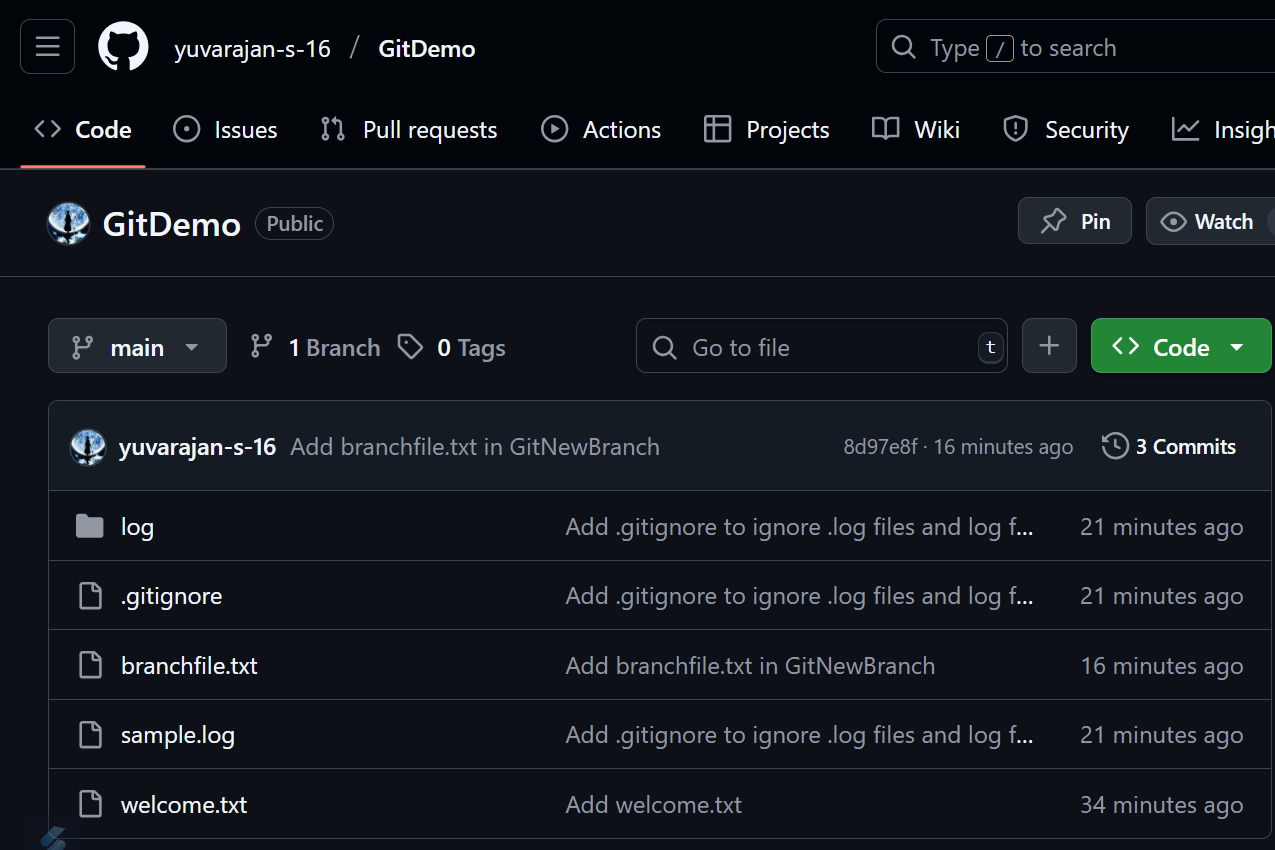 yuvarajan-s-16 / GitDemo Type / to search
Code Issues Pull requests Actions Projects Wiki Security Insigh
GitDemo Public Pin Watch
main 1 Branch 0 Tags Go to file t + Code
yuvarajan-s-16 Add branchfile.txt in GitNewBranch 8d97e8f · 16 minutes ago 3 Commits
log Add .gitignore to ignore .log files and log f... 21 minutes ago
.gitignore Add .gitignore to ignore .log files and log f... 21 minutes ago
branchfile.txt Add branchfile.txt in GitNewBranch 16 minutes ago
sample.log Add .gitignore to ignore .log files and log f... 21 minutes ago
welcome.txt Add welcome.txt 34 minutes ago